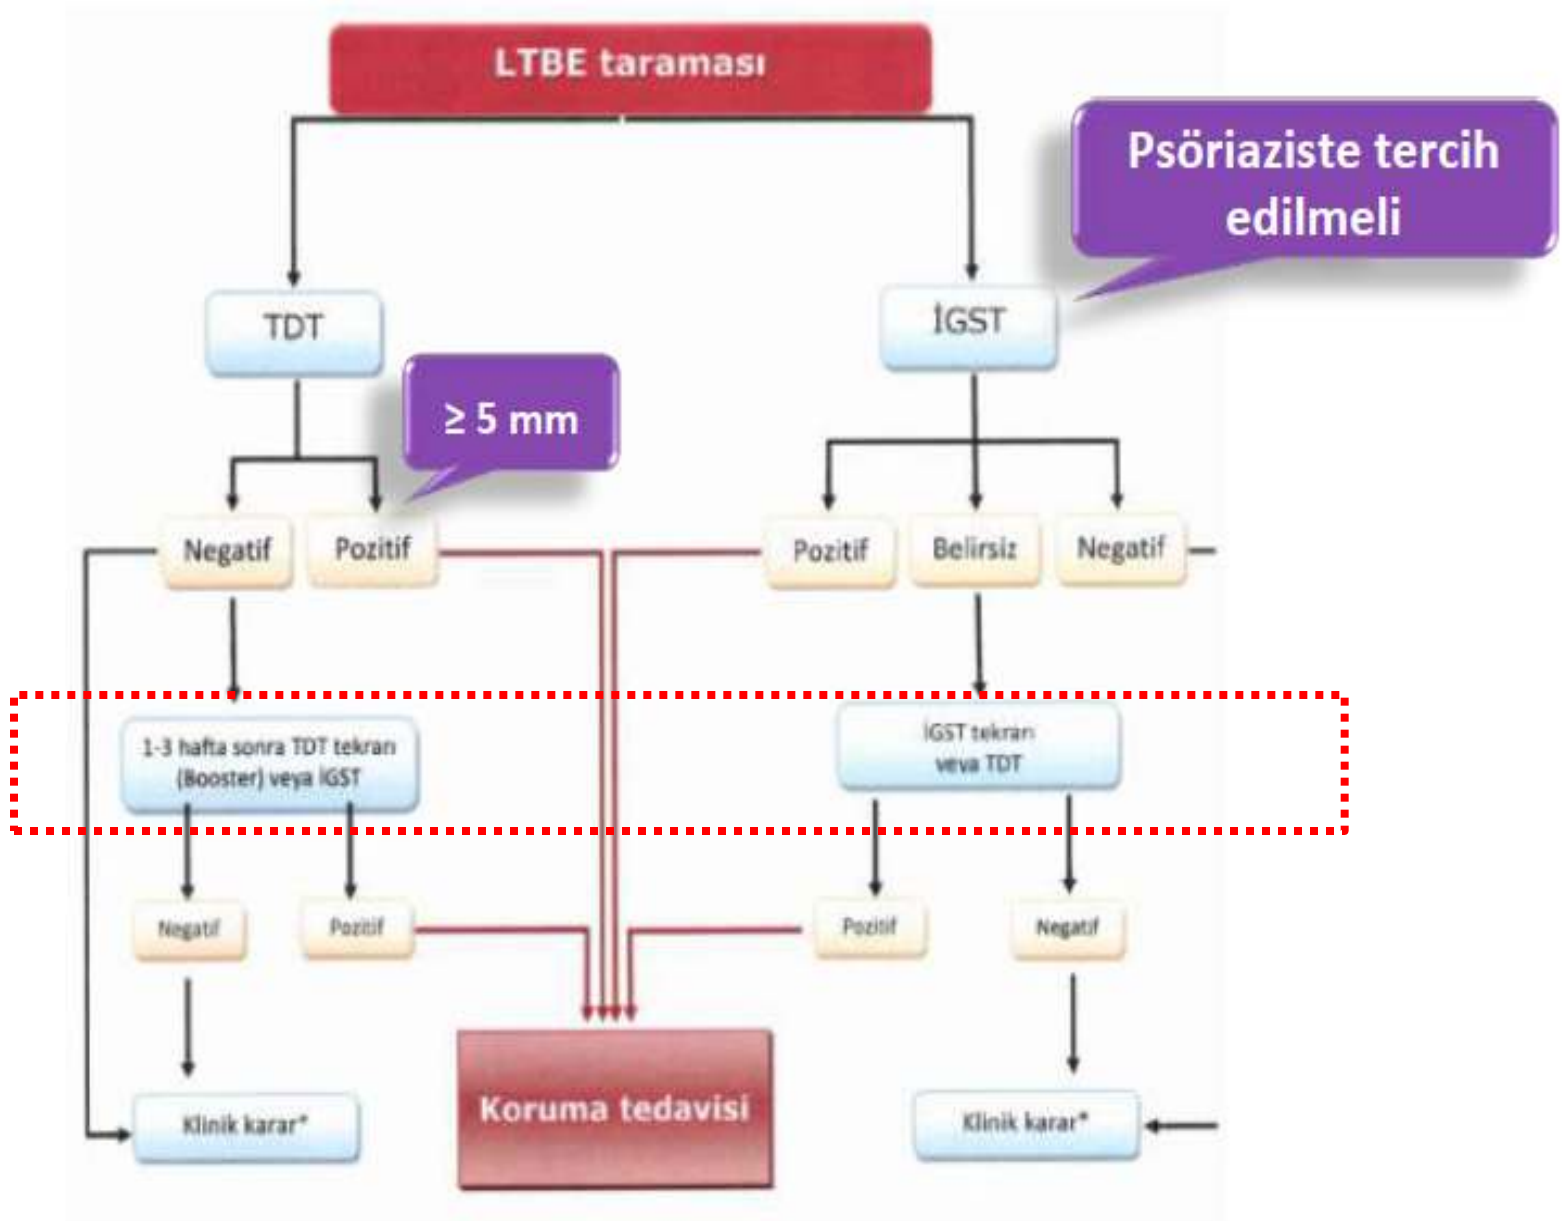 LTBE taraması
Psöriaziste tercih
edilmeli
TDT
İGST
≥ 5 mm
Negatif
Pozitif
Pozitif
Belirsiz
Negatif
1-3 hafta sonra TDT tekrarı
(Booster) veya İGST
İGST tekrarı
veya TDT
Negatif
Pozitif
Pozitif
Negatif
Klinik karar*
Koruma tedavisi
Klinik karar*